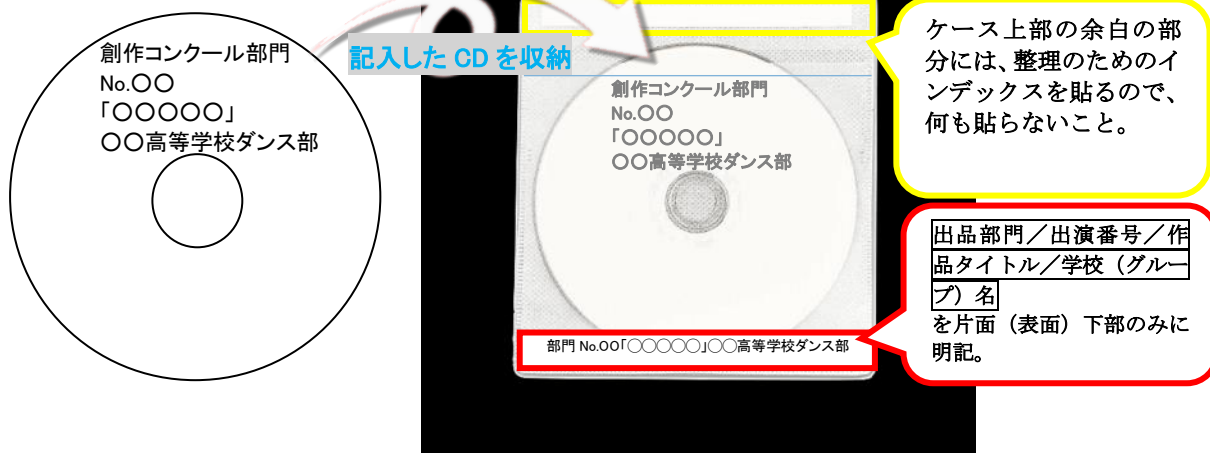 創作コンクール部門
No.〇〇
「〇〇〇〇〇」
〇〇高等学校ダンス部
記入した CD を収納
創作コンクール部門
No.〇〇
「〇〇〇〇〇」
〇〇高等学校ダンス部
部門 No.〇〇「〇〇〇〇〇」〇〇高等学校ダンス部
ケース上部の余白の部
分には、整理のためのイ
ンデックスを貼るので、
何も貼らないこと。
出品部門／出演番号／作
品タイトル／学校（グルー
プ）名
を片面（表面）下部のみに
明記。